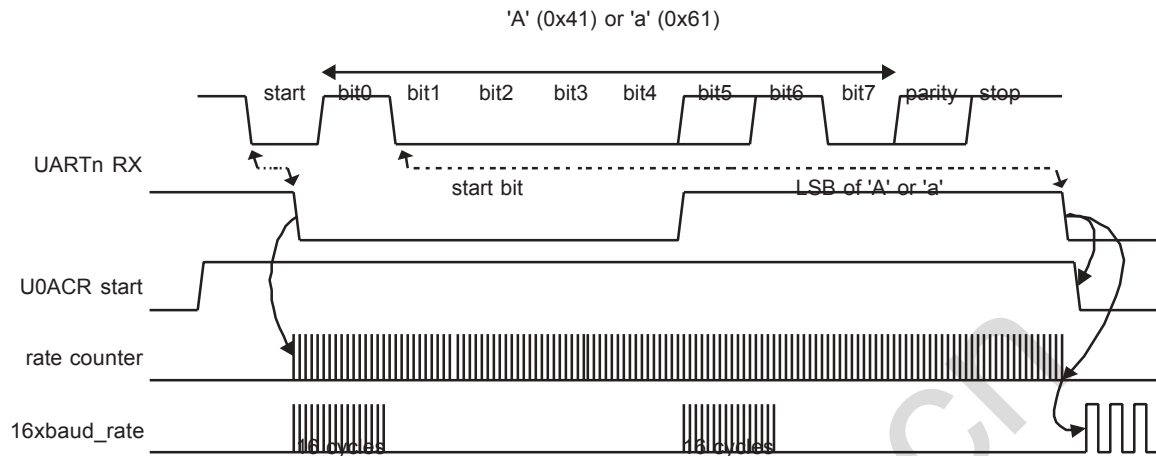 'A' (0x41) or 'a' (0x61)
start bit0 bit1 bit2 bit3 bit4 bit5 bit6 bit7 parity stop
UARTn RX
start bit LSB of 'A' or 'a'
U0ACR start
rate counter
16xbaud_rate
16 cycles 16 cycles
cn